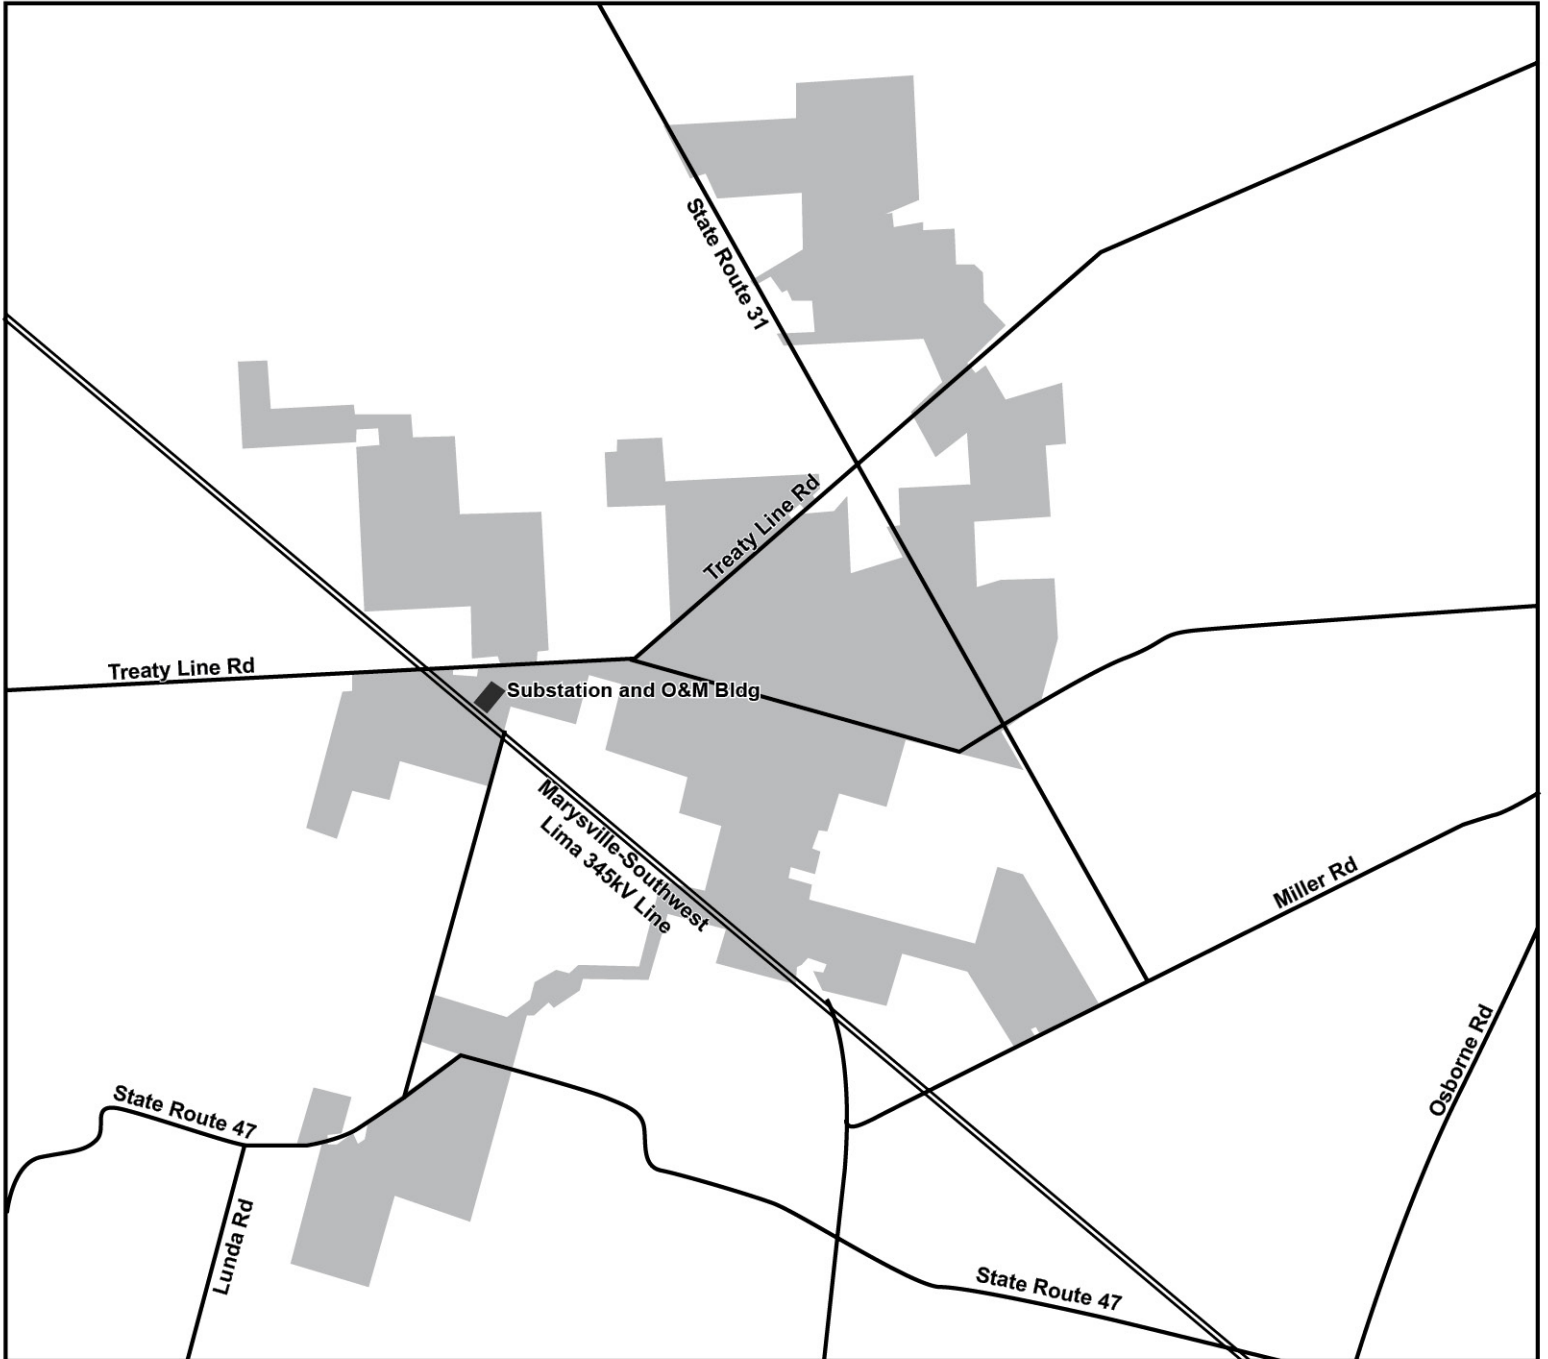 State Route 31
Treaty Line Rd
Treaty Line Rd
Substation and O&M Bldg
Marysville-Southwest
Lima 345kV Line
Miller Rd
Osborne Rd
State Route 47
Lunda Rd
State Route 47